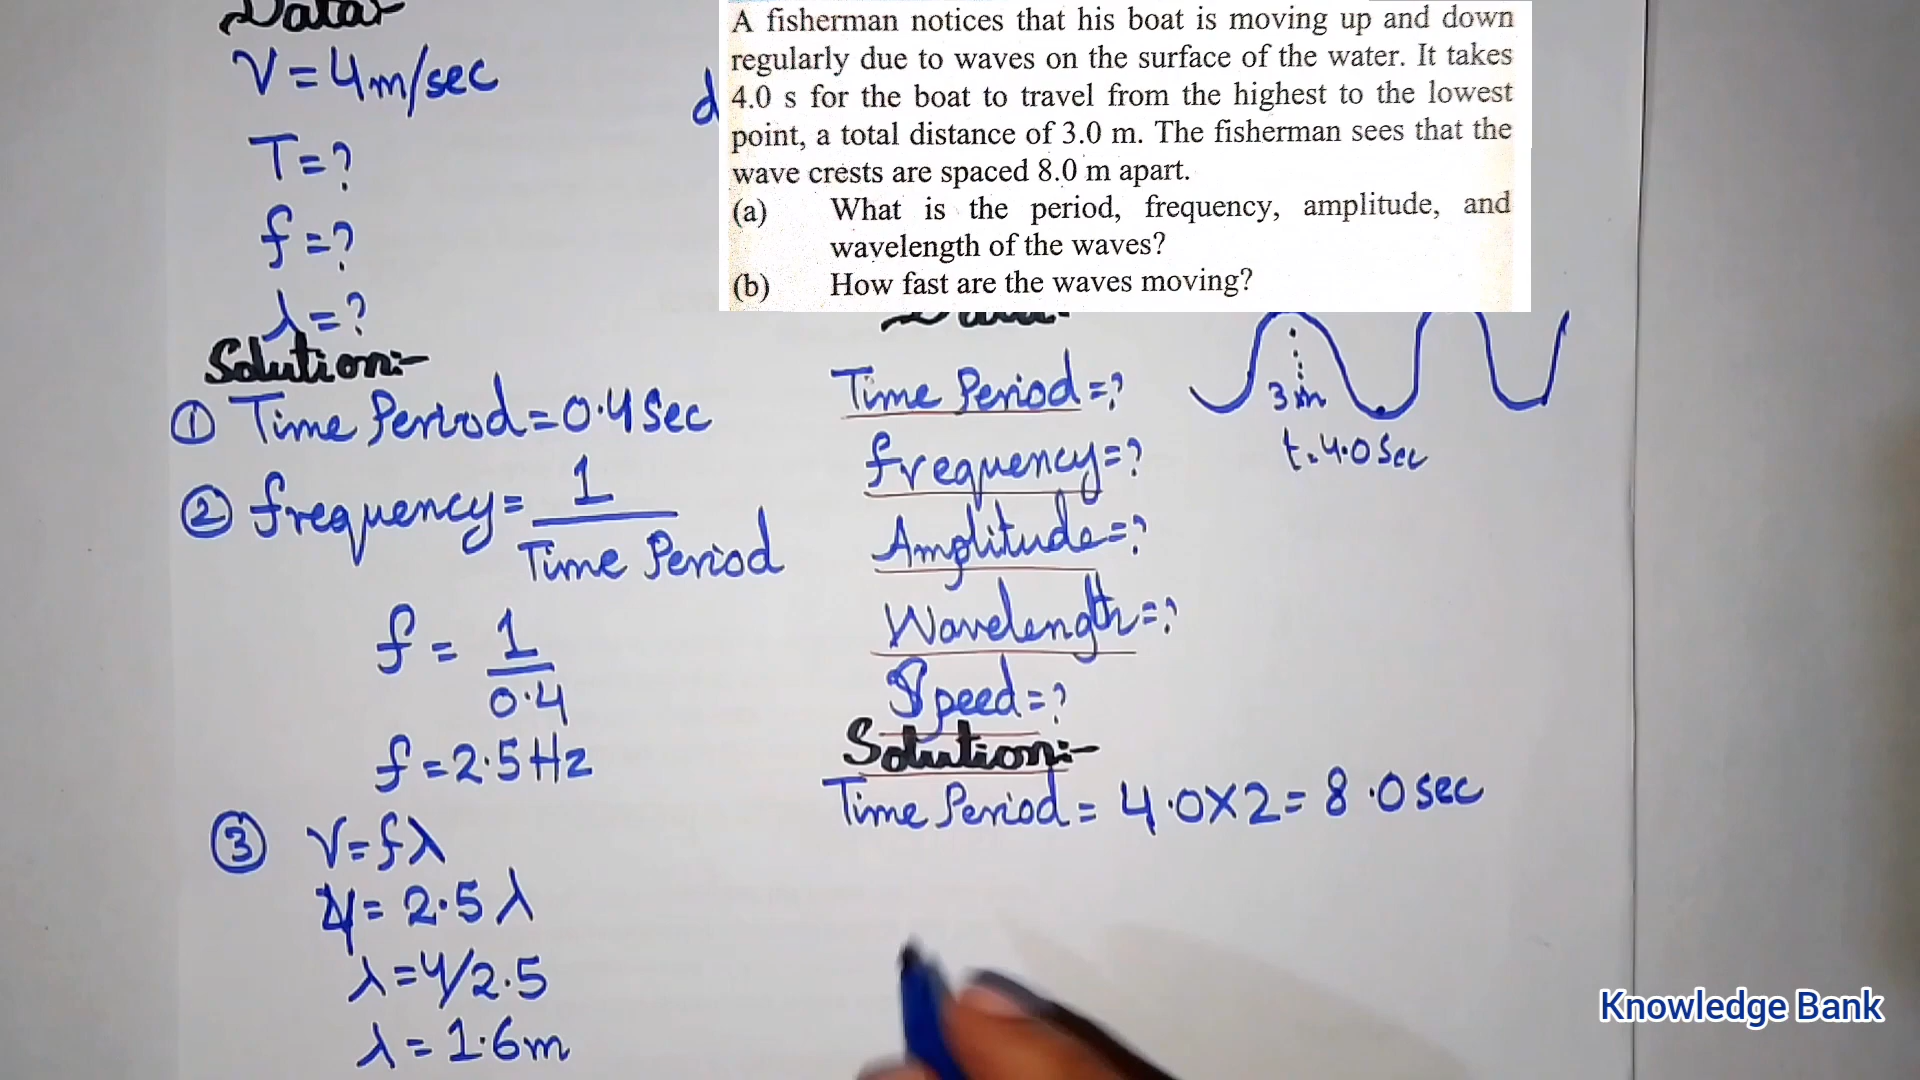 Data:-
V=4m/sec
T=?
f=?
λ=?
Solution:-
① Time Period=0.4Sec
② frequency= 1/Time Period
f = 1/0.4
f=2.5Hz
③ V=fλ
4= 2.5λ
λ=4/2.5
λ= 1.6m
d
A fisherman notices that his boat is moving up and down
regularly due to waves on the surface of the water. It takes
4.0 s for the boat to travel from the highest to the lowest
point, a total distance of 3.0 m. The fisherman sees that the
wave crests are spaced 8.0 m apart.
(a) What is the period, frequency, amplitude, and
wavelength of the waves?
(b) How fast are the waves moving?
Time Period=?
frequency=?
Amplitude=?
Wavelength=?
Speed=?
3m
t=4.0Sec
Solution:-
Time Period= 4.0X2=8.0sec
Knowledge Bank